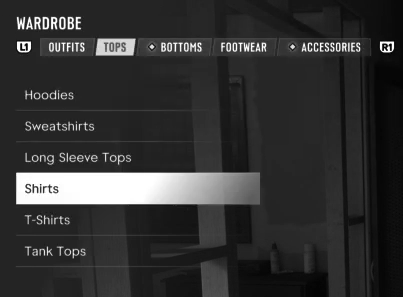 WARDROBE
L1 OUTFITS TOPS BOTTOMS FOOTWEAR ACCESSORIES R1
Hoodies
Sweatshirts
Long Sleeve Tops
Shirts
T-Shirts
Tank Tops